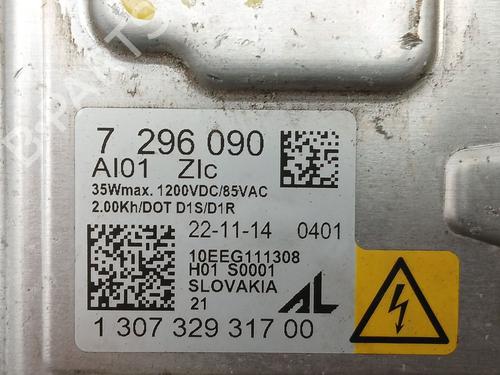 7 296 090
AI01 ZIc
35Wmax. 1200VDC/85VAC
2.00Kh/DOT D1S/D1R
22-11-14 0401
10EEG111308
H01 S0001
SLOVAKIA
21 AL
1 307 329 317 00